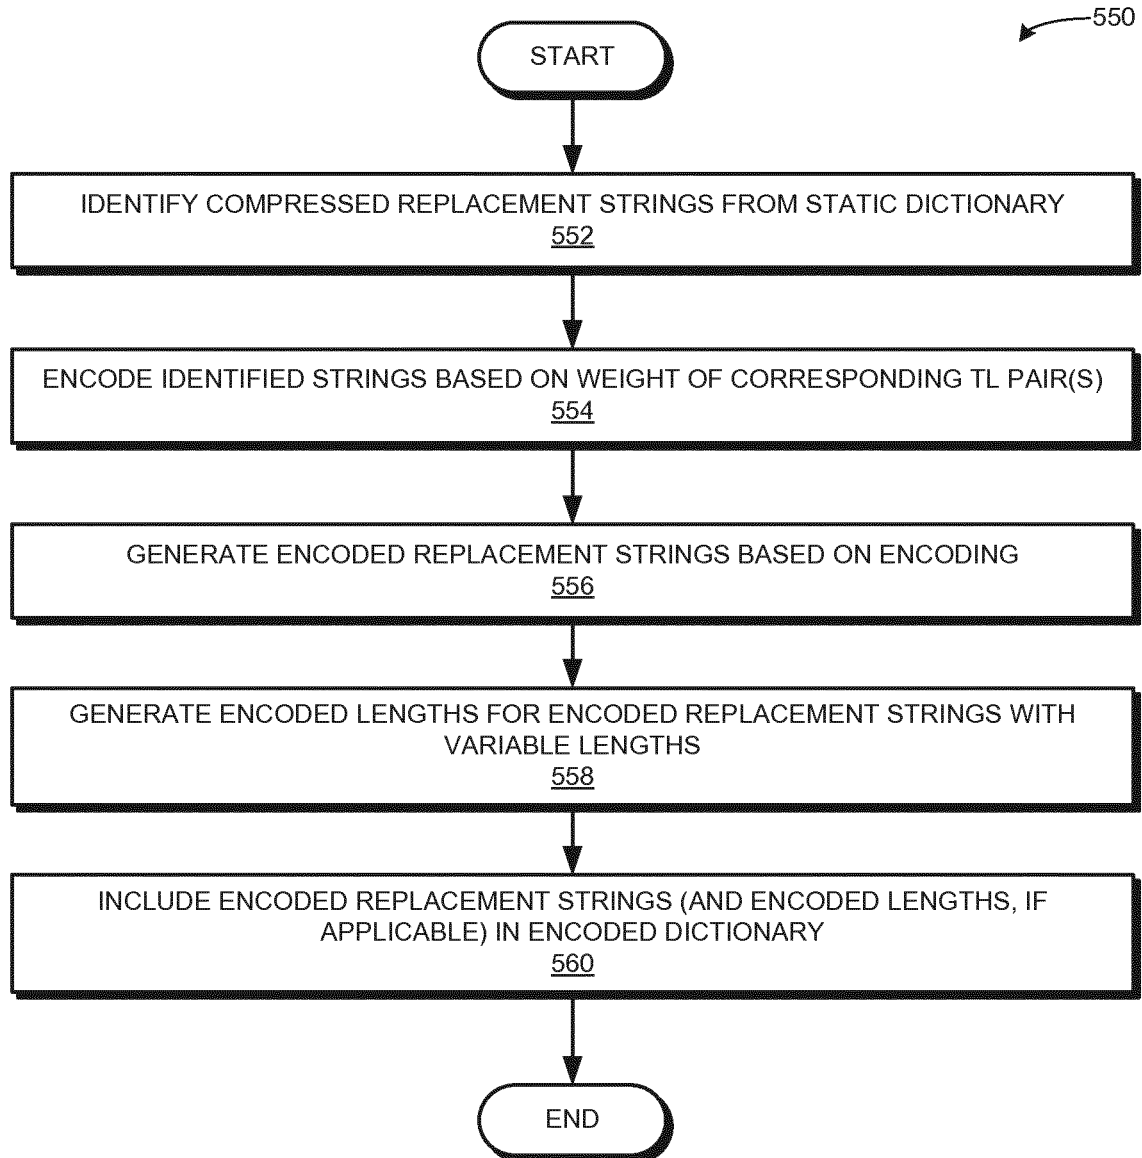 550
START
IDENTIFY COMPRESSED REPLACEMENT STRINGS FROM STATIC DICTIONARY
552
ENCODE IDENTIFIED STRINGS BASED ON WEIGHT OF CORRESPONDING TL PAIR(S)
554
GENERATE ENCODED REPLACEMENT STRINGS BASED ON ENCODING
556
GENERATE ENCODED LENGTHS FOR ENCODED REPLACEMENT STRINGS WITH
VARIABLE LENGTHS
558
INCLUDE ENCODED REPLACEMENT STRINGS (AND ENCODED LENGTHS, IF
APPLICABLE) IN ENCODED DICTIONARY
560
END